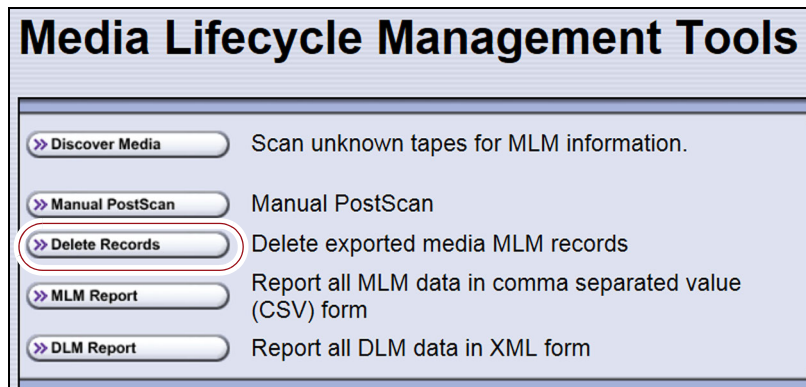 Media Lifecycle Management Tools
Discover Media Scan unknown tapes for MLM information.
Manual PostScan Manual PostScan
Delete Records Delete exported media MLM records
MLM Report Report all MLM data in comma separated value
(CSV) form
DLM Report Report all DLM data in XML form